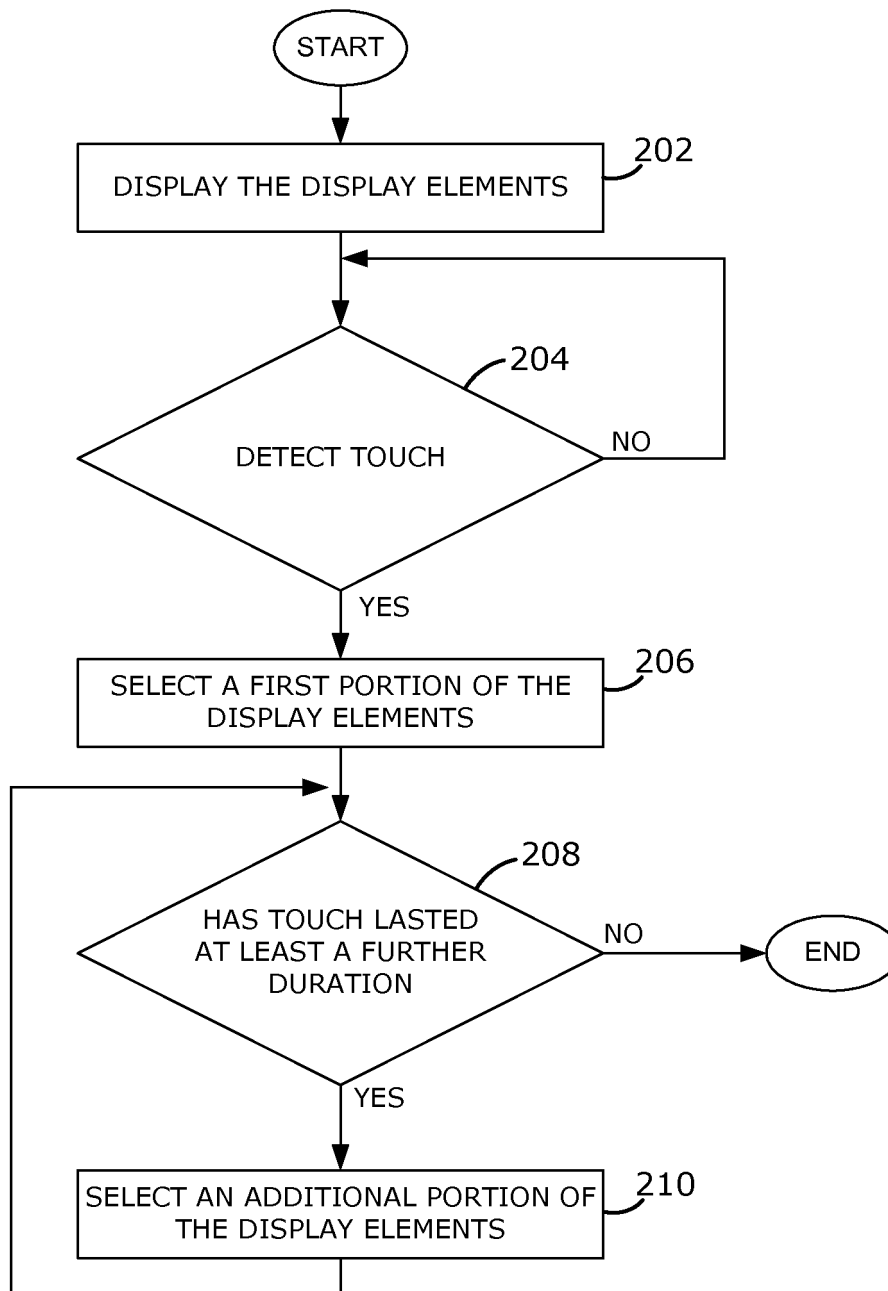 START
202
DISPLAY THE DISPLAY ELEMENTS
204
DETECT TOUCH
NO
YES
206
SELECT A FIRST PORTION OF THE
DISPLAY ELEMENTS
208
HAS TOUCH LASTED
AT LEAST A FURTHER
DURATION
NO
END
YES
210
SELECT AN ADDITIONAL PORTION OF
THE DISPLAY ELEMENTS